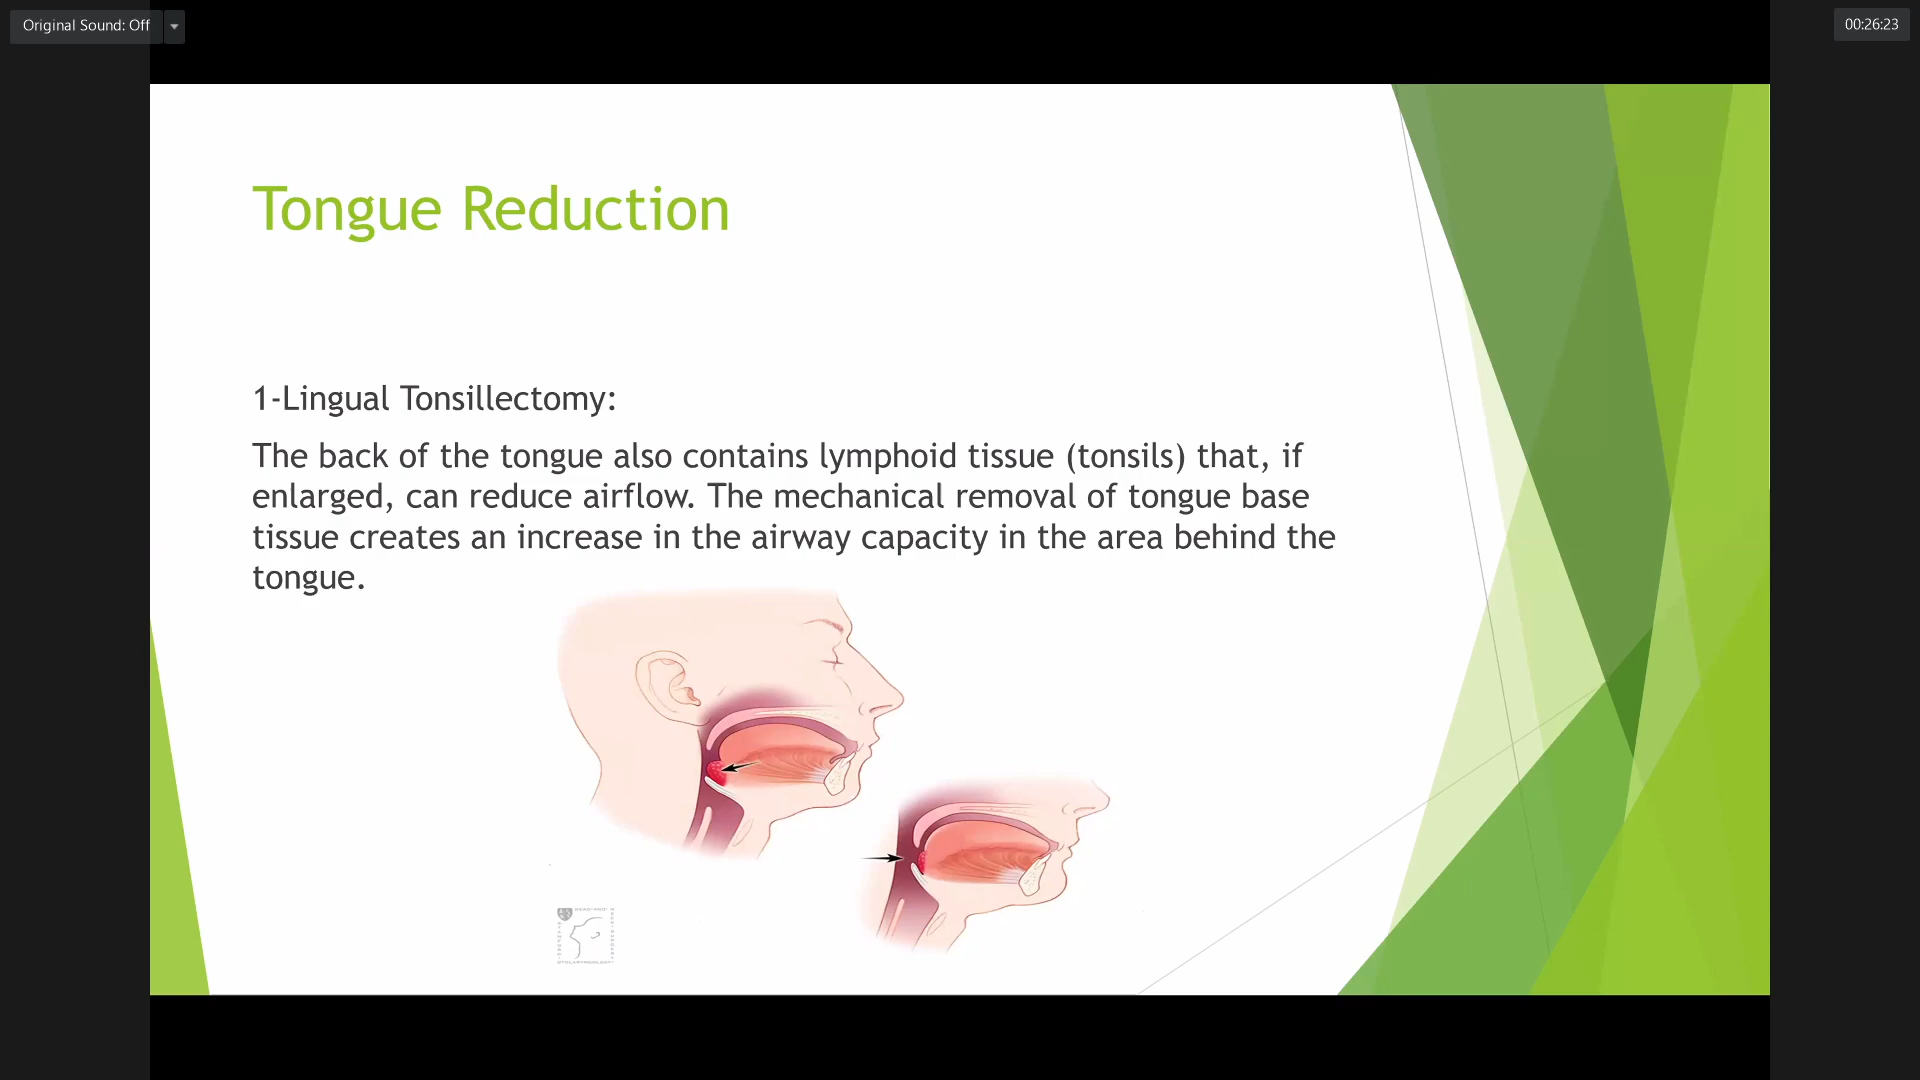 Original Sound: Off
00:26:23
Tongue Reduction
1-Lingual Tonsillectomy:
The back of the tongue also contains lymphoid tissue (tonsils) that, if
enlarged, can reduce airflow. The mechanical removal of tongue base
tissue creates an increase in the airway capacity in the area behind the
tongue.